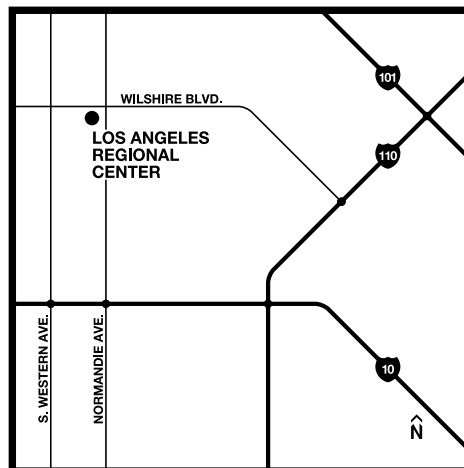 101
WILSHIRE BLVD.
LOS ANGELES
REGIONAL
CENTER
110
S. WESTERN AVE.
NORMANDIE AVE.
10
N